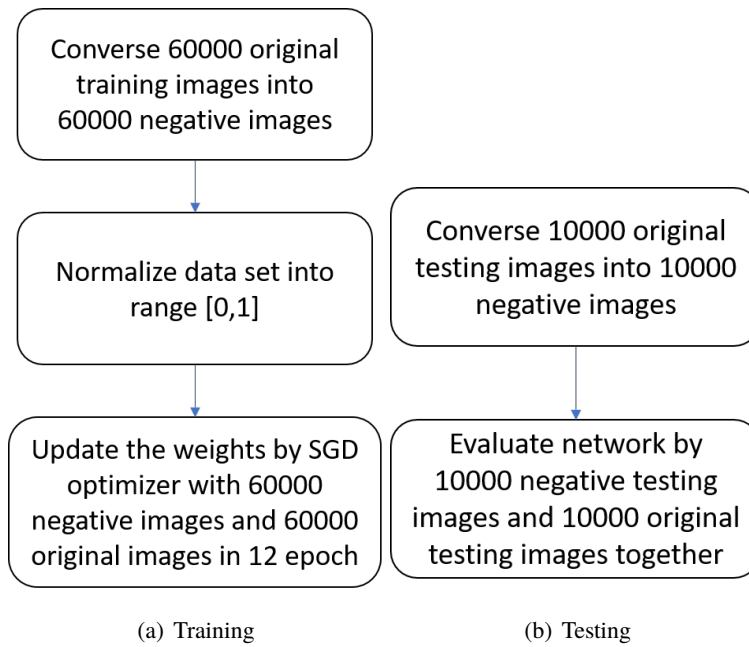 Converse 60000 original
training images into
60000 negative images
Normalize data set into
range [0,1]
Update the weights by SGD
optimizer with 60000
negative images and 60000
original images in 12 epoch
(a) Training
Converse 10000 original
testing images into 10000
negative images
Evaluate network by
10000 negative testing
images and 10000 original
testing images together
(b) Testing